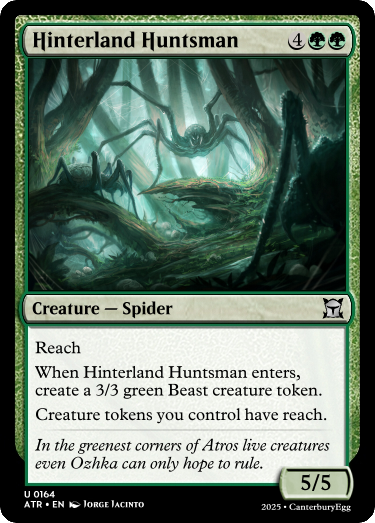 Hinterland Huntsman 4
Creature — Spider
Reach
When Hinterland Huntsman enters,
create a 3/3 green Beast creature token.
Creature tokens you control have reach.
In the greenest corners of Atros live creatures
even Ozhka can only hope to rule.
5/5
U 0164
ATR • EN Jorge Jacinto
2025 • CanterburyEgg